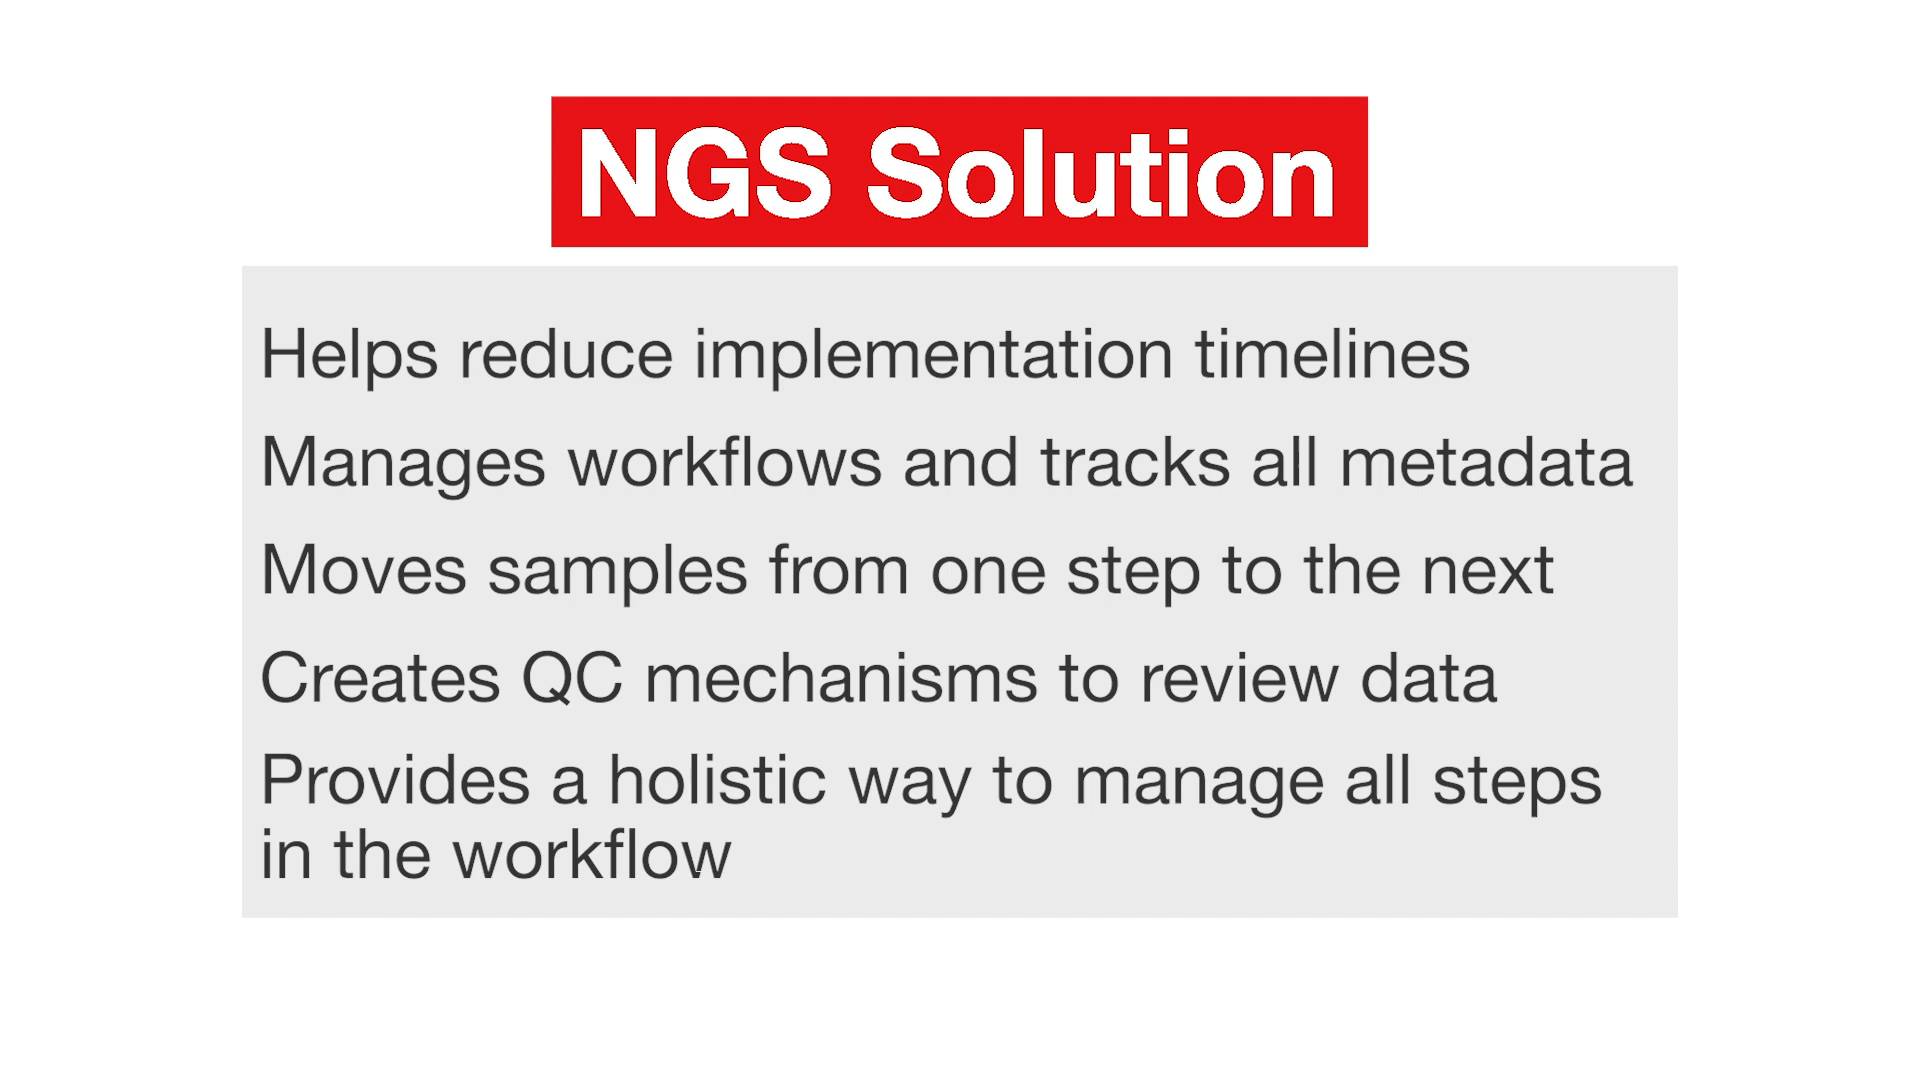 NGS Solution
Helps reduce implementation timelines
Manages workflows and tracks all metadata
Moves samples from one step to the next
Creates QC mechanisms to review data
Provides a holistic way to manage all steps
in the workflow